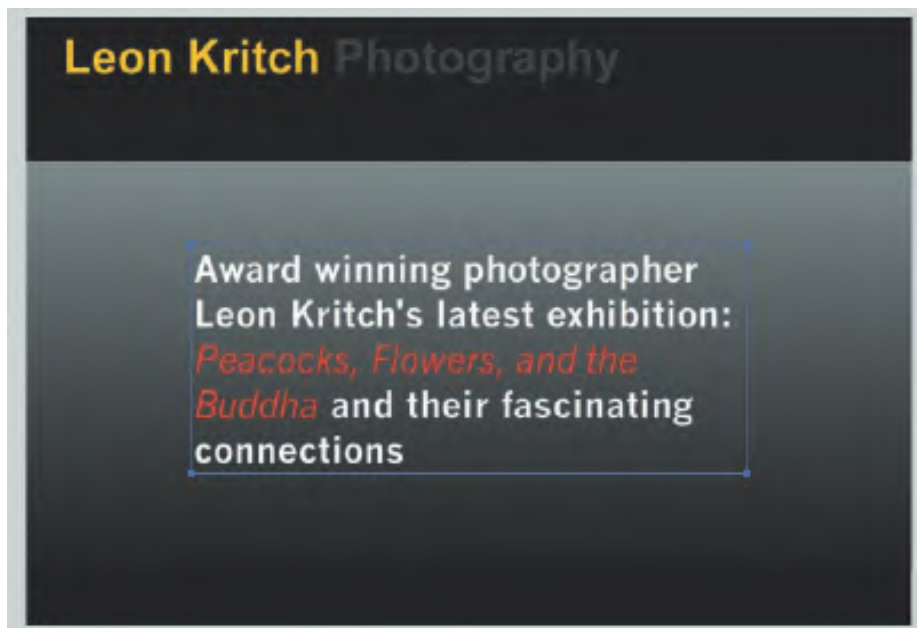 Leon Kritch Photography
Award winning photographer
Leon Kritch's latest exhibition:
Peacocks, Flowers, and the
Buddha and their fascinating
connections